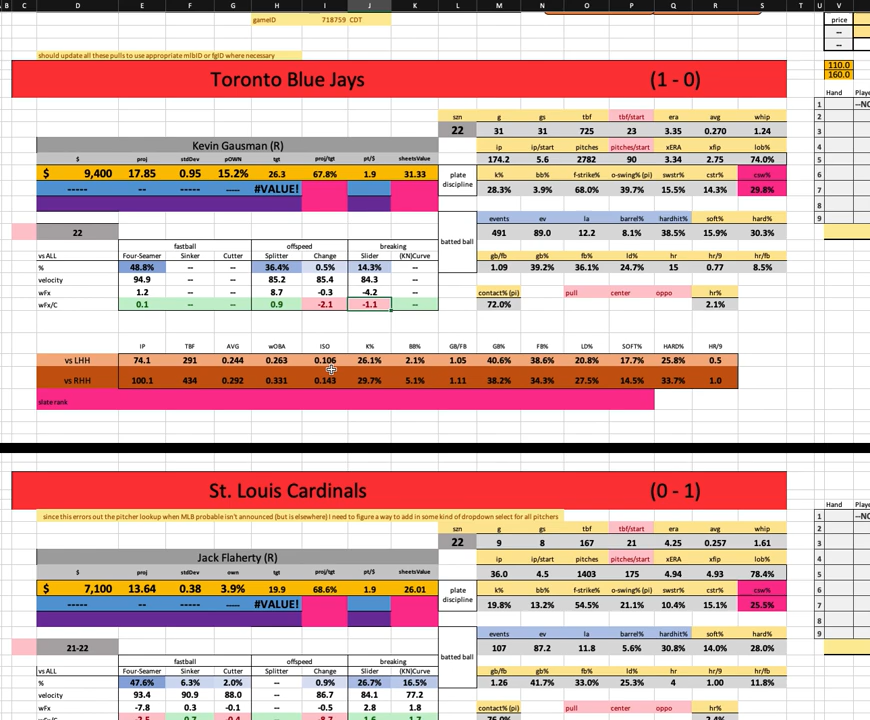 A B C D E F G H I J K L M N O P Q R S T U V
gameID 718759 CDT
price
--
--
should update all these pulls to use appropriate mlbID or fgID where necessary
110.0
160.0
Toronto Blue Jays (1 - 0)
Hand Playe
1 --NO
szn g gs tbf tbf/start era avg whip 2
22 31 31 725 23 3.35 0.270 1.24 3
Kevin Gausman (R) ip ip/start pitches pitches/start xERA xfip lob% 4
$ proj stdDev pOWN tgt proj/tgt pt/$ sheetsValue 174.2 5.6 2782 90 3.34 2.75 74.0% 5
$ 9,400 17.85 0.95 15.2% 26.3 67.8% 1.9 31.33 plate discipline k% bb% f-strike% o-swing% (pi) swstr% cstr% csw% 6
----- -- ----- #VALUE! 28.3% 3.9% 68.0% 39.7% 15.5% 14.3% 29.8% 7
8
batted ball events ev la barrel% hardhit% soft% hard% 9
22 491 89.0 12.2 8.1% 38.5% 15.9% 30.3%
fastball offspeed breaking
vs ALL Four-Seamer Sinker Cutter Splitter Change Slider (KN)Curve gb/fb gb% fb% ld% hr hr/9 hr/fb
% 48.8% -- -- 36.4% 0.5% 14.3% -- 1.09 39.2% 36.1% 24.7% 15 0.77 8.5%
velocity 94.9 -- -- 85.2 85.4 84.3 --
wFx 1.2 -- -- 8.7 -0.3 -4.2 -- contact% (pi) pull center oppo hr%
wFx/C 0.1 -- -- 0.9 -2.1 -1.1 -- 72.0% 2.1%
IP TBF AVG wOBA ISO K% BB% GB/FB GB% FB% LD% SOFT% HARD% HR/9
vs LHH 74.1 291 0.244 0.263 0.106 26.1% 2.1% 1.05 40.6% 38.6% 20.8% 17.7% 25.8% 0.5
vs RHH 100.1 434 0.292 0.331 0.143 29.7% 5.1% 1.11 38.2% 34.3% 27.5% 14.5% 33.7% 1.0
slate rank
St. Louis Cardinals (0 - 1)
Hand Playe
since this errors out the pitcher lookup when MLB probable isn't announced (but is elsewhere) I need to figure a way to add in some kind of dropdown select for all pitchers 1 --NO
szn g gs tbf tbf/start era avg whip 2
22 9 8 167 21 4.25 0.257 1.61 3
Jack Flaherty (R) ip ip/start pitches pitches/start xERA xfip lob% 4
$ proj stdDev own tgt proj/tgt pt/$ sheetsValue 36.0 4.5 1403 175 4.94 4.93 78.4% 5
$ 7,100 13.64 0.38 3.9% 19.9 68.6% 1.9 26.01 plate discipline k% bb% f-strike% o-swing% (pi) swstr% cstr% csw% 6
----- -- ----- #VALUE! 19.8% 13.2% 54.5% 21.1% 10.4% 15.1% 25.5% 7
8
batted ball events ev la barrel% hardhit% soft% hard% 9
21-22 107 87.2 11.8 5.6% 30.8% 14.0% 28.0%
fastball offspeed breaking
vs ALL Four-Seamer Sinker Cutter Splitter Change Slider (KN)Curve gb/fb gb% fb% ld% hr hr/9 hr/fb
% 47.6% 6.3% 2.0% -- 0.9% 26.7% 16.5% 1.26 41.7% 33.0% 25.3% 4 1.00 11.8%
velocity 93.4 90.9 88.0 -- 86.7 84.1 77.2
wFx -7.8 0.3 -0.1 -- -1.7 2.8 1.8 contact% (pi) pull center oppo hr%